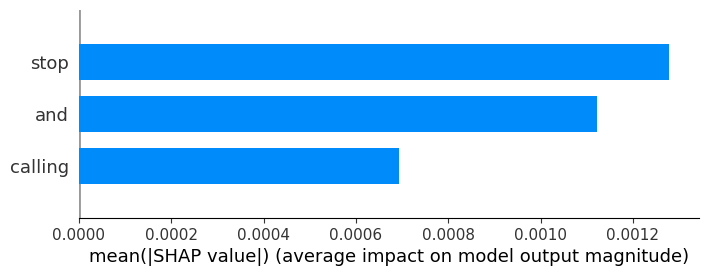 stop
and
calling
0.0000 0.0002 0.0004 0.0006 0.0008 0.0010 0.0012
mean(|SHAP value|) (average impact on model output magnitude)